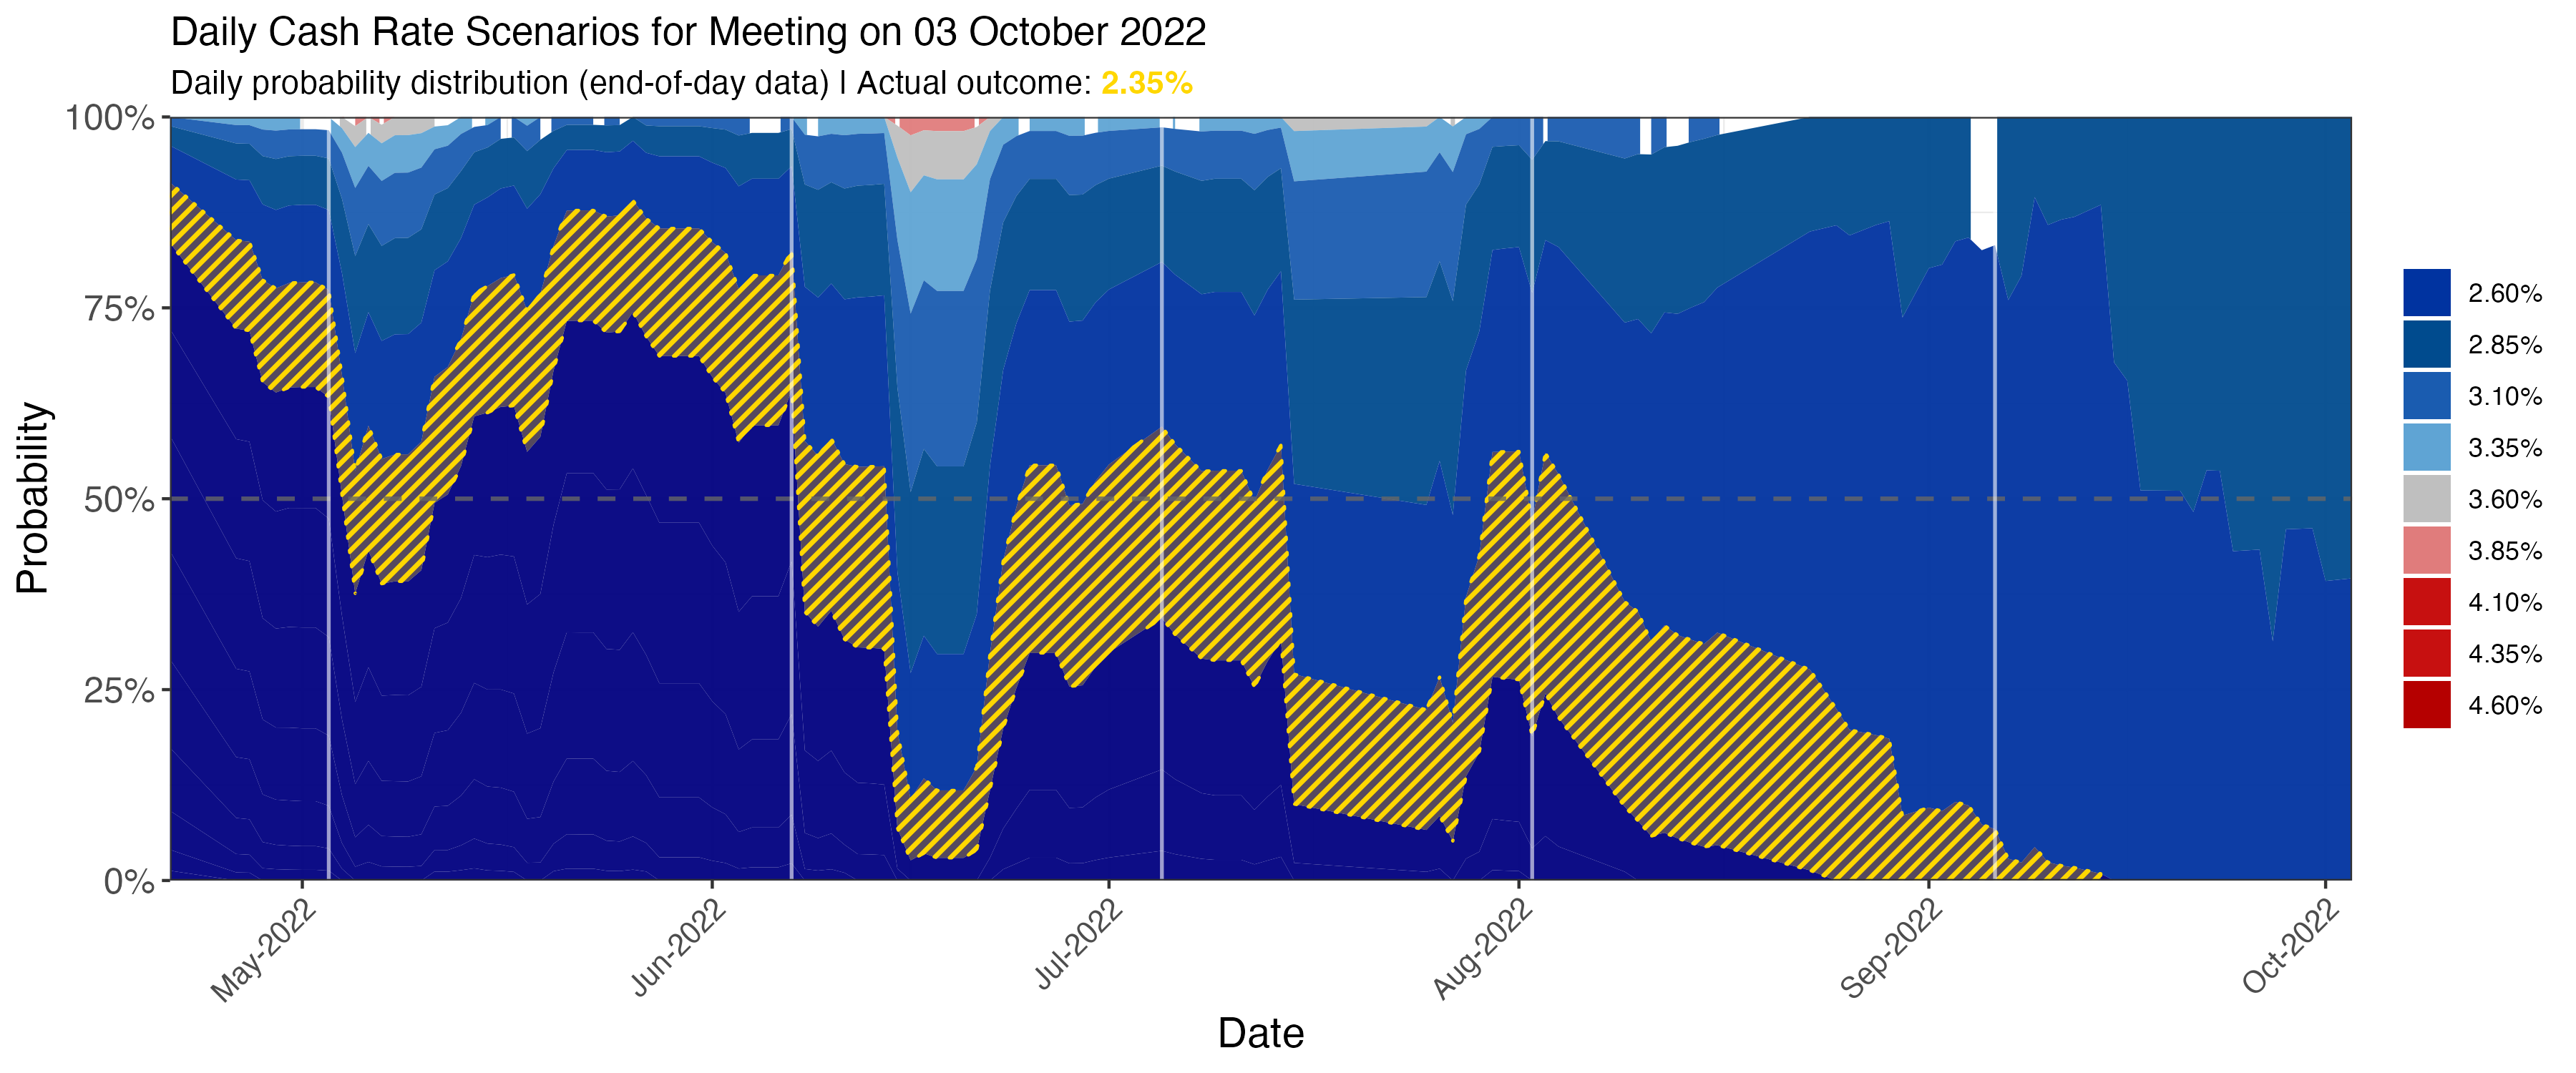 Daily Cash Rate Scenarios for Meeting on 03 October 2022
Daily probability distribution (end-of-day data) | Actual outcome: 2.35%
Probability
100%
75%
50%
25%
0%
May-2022
Jun-2022
Jul-2022
Aug-2022
Sep-2022
Oct-2022
Date
2.60%
2.85%
3.10%
3.35%
3.60%
3.85%
4.10%
4.35%
4.60%